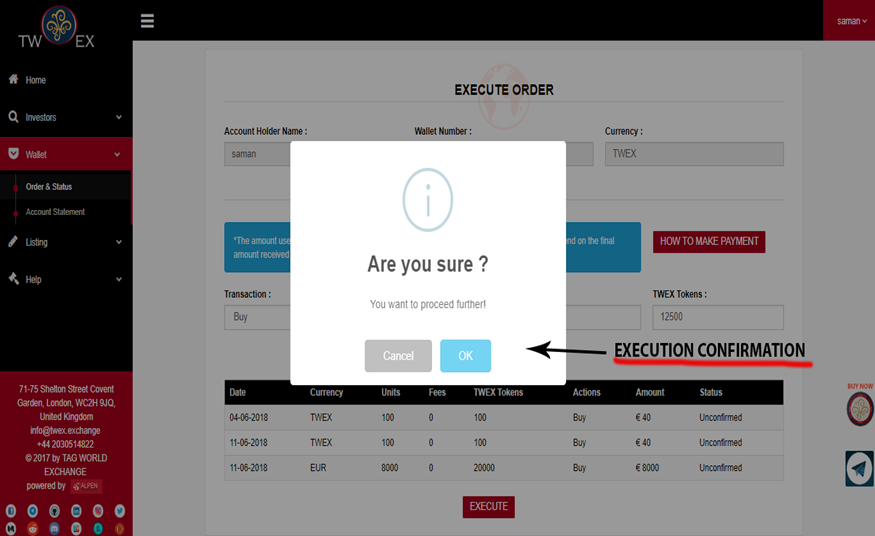 TW EX
saman
Home
Investors
Wallet
Order & Status
Account Statement
Listing
Help
71-75 Shelton Street Covent
Garden, London, WC2H 9JQ,
United Kingdom
info@twex.exchange
+44 2030514822
© 2017 by TAG WORLD
EXCHANGE
powered by ALPEN
EXECUTE ORDER
Account Holder Name : Wallet Number : Currency :
saman TWEX
*The amount use nd on the final
amount received
HOW TO MAKE PAYMENT
Transaction : TWEX Tokens :
Buy 12500
Are you sure ?
You want to proceed further!
Cancel OK
EXECUTION CONFIRMATION
Date Currency Units Fees TWEX Tokens Actions Amount Status
04-06-2018 TWEX 100 0 100 Buy € 40 Unconfirmed
11-06-2018 TWEX 100 0 100 Buy € 40 Unconfirmed
11-06-2018 EUR 8000 0 20000 Buy € 8000 Unconfirmed
EXECUTE
BUY NOW